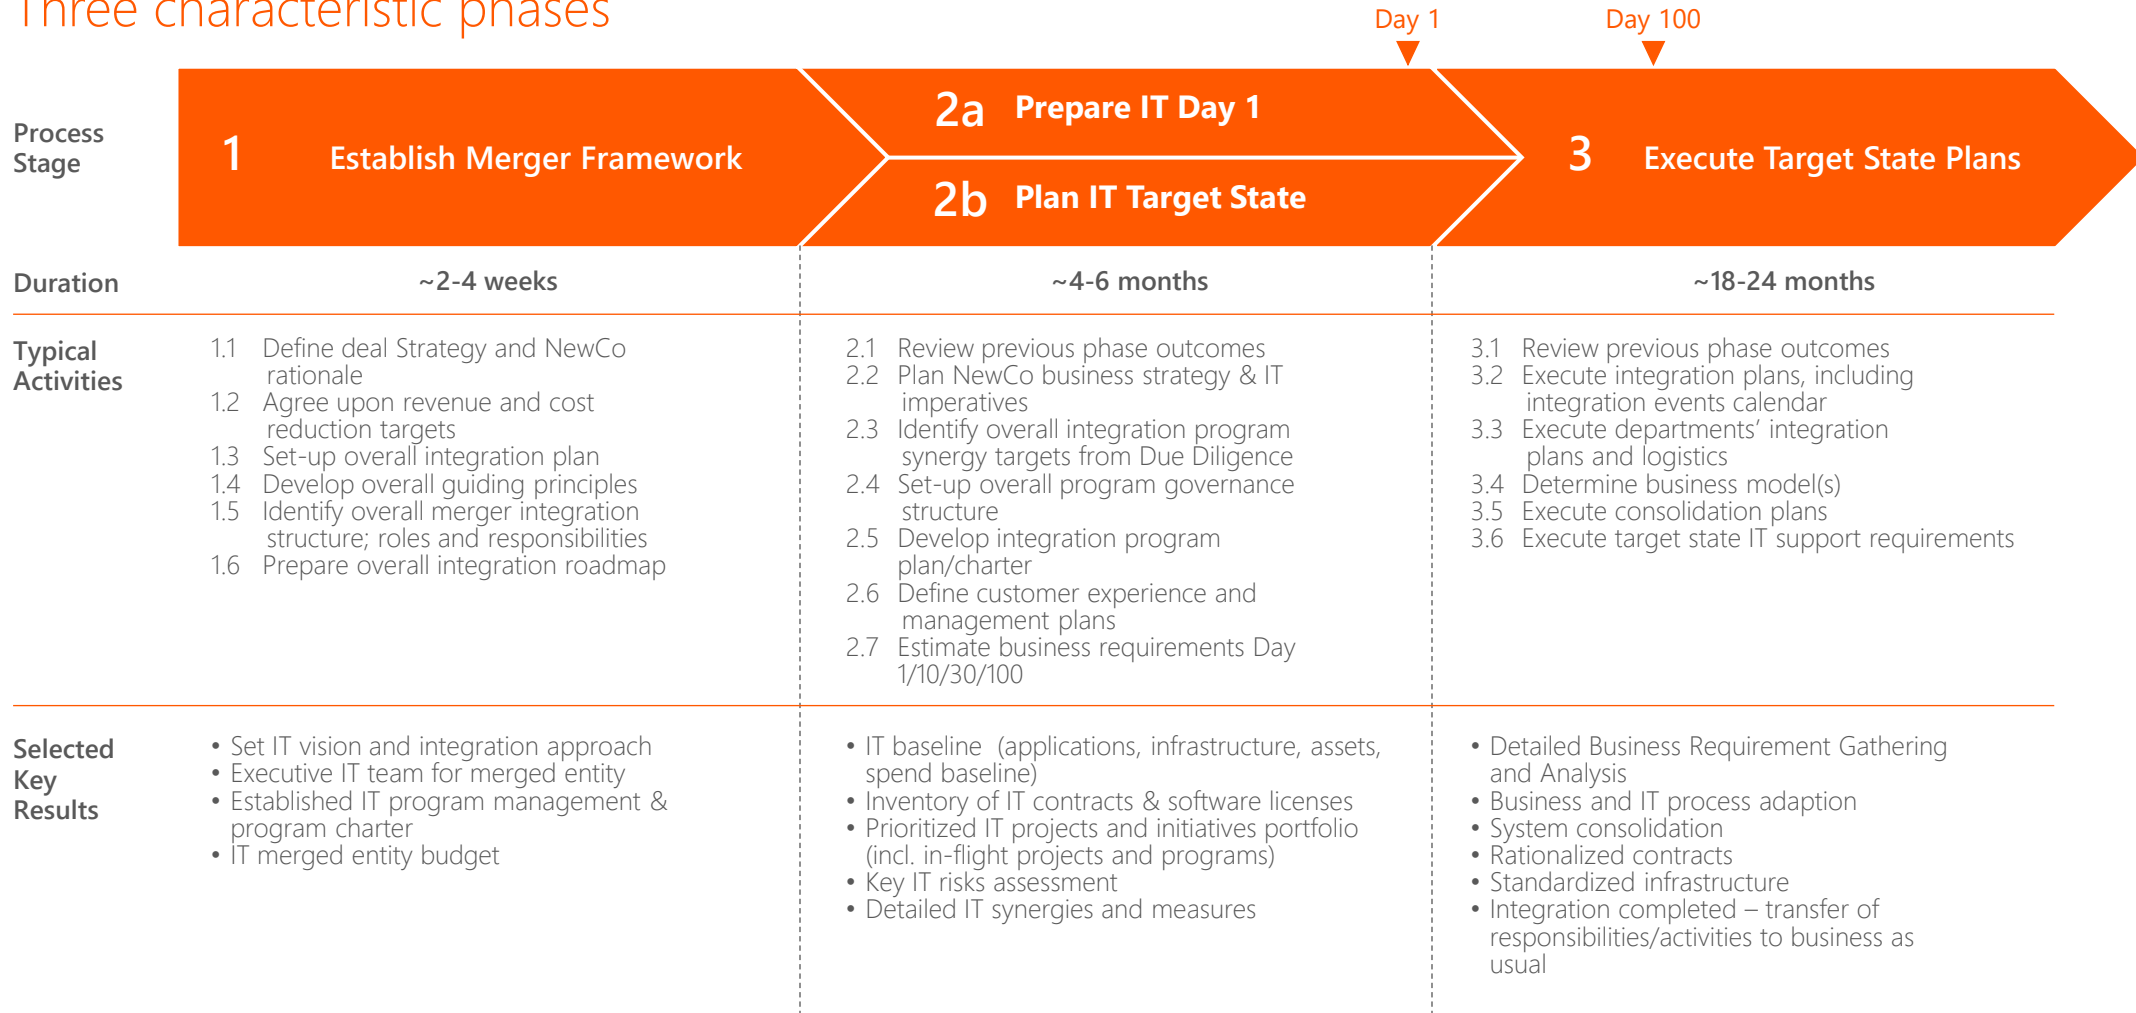 Three characteristic phases
Day 1
Day 100
Process
Stage
1
Establish Merger Framework
2a
Prepare IT Day 1
2b
Plan IT Target State
3
Execute Target State Plans
Duration
~2-4 weeks
~4-6 months
~18-24 months
Typical
Activities
1.1 Define deal Strategy and NewCo
rationale
1.2 Agree upon revenue and cost
reduction targets
1.3 Set-up overall integration plan
1.4 Develop overall guiding principles
1.5 Identify overall merger integration
structure; roles and responsibilities
1.6 Prepare overall integration roadmap
2.1 Review previous phase outcomes
2.2 Plan NewCo business strategy & IT
imperatives
2.3 Identify overall integration program
synergy targets from Due Diligence
2.4 Set-up overall program governance
structure
2.5 Develop integration program
plan/charter
2.6 Define customer experience and
management plans
2.7 Estimate business requirements Day
1/10/30/100
3.1 Review previous phase outcomes
3.2 Execute integration plans, including
integration events calendar
3.3 Execute departments’ integration
plans and logistics
3.4 Determine business model(s)
3.5 Execute consolidation plans
3.6 Execute target state IT support requirements
Selected
Key
Results
• Set IT vision and integration approach
• Executive IT team for merged entity
• Established IT program management &
program charter
• IT merged entity budget
• IT baseline (applications, infrastructure, assets,
spend baseline)
• Inventory of IT contracts & software licenses
• Prioritized IT projects and initiatives portfolio
(incl. in-flight projects and programs)
• Key IT risks assessment
• Detailed IT synergies and measures
• Detailed Business Requirement Gathering
and Analysis
• Business and IT process adaption
• System consolidation
• Rationalized contracts
• Standardized infrastructure
• Integration completed – transfer of
responsibilities/activities to business as
usual